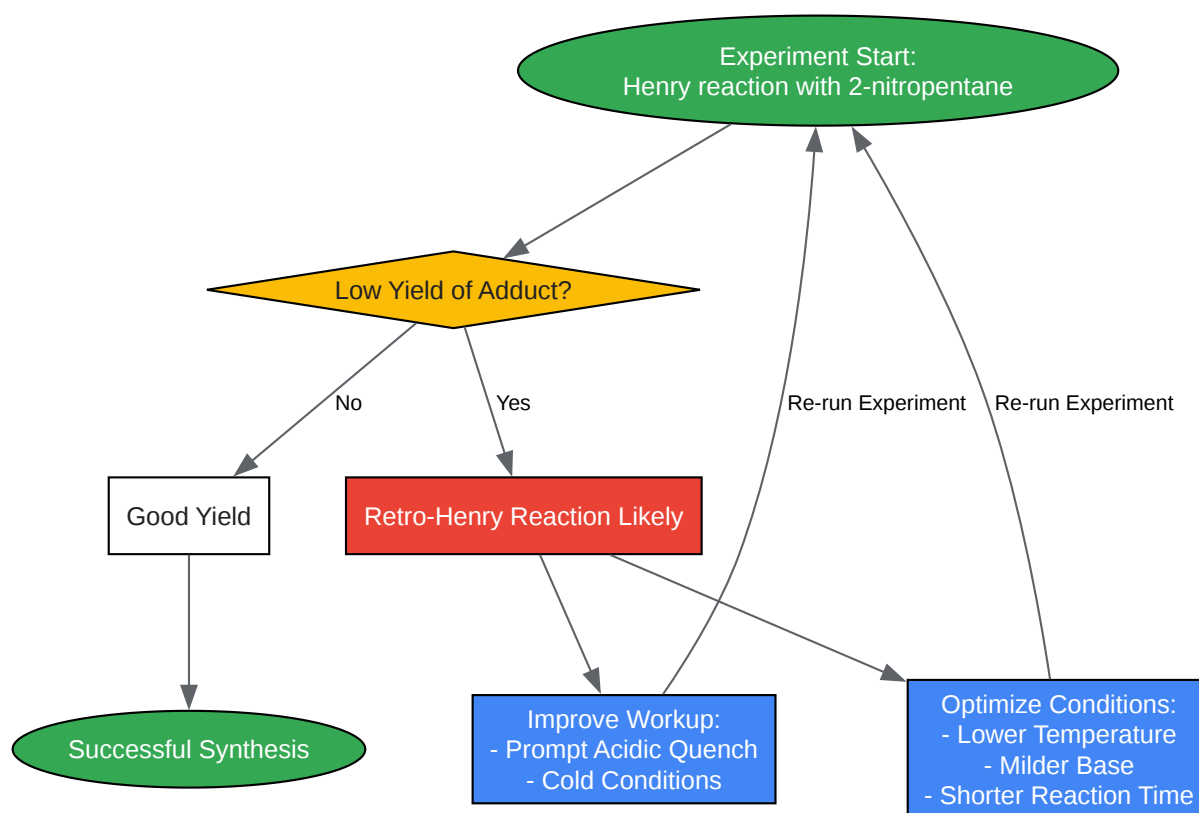 Experiment Start:
Henry reaction with 2-nitropentane
Low Yield of Adduct?
No
Yes
Re-run Experiment
Re-run Experiment
Good Yield
Retro-Henry Reaction Likely
Successful Synthesis
Improve Workup:
- Prompt Acidic Quench
- Cold Conditions
Optimize Conditions:
- Lower Temperature
- Milder Base
- Shorter Reaction Time